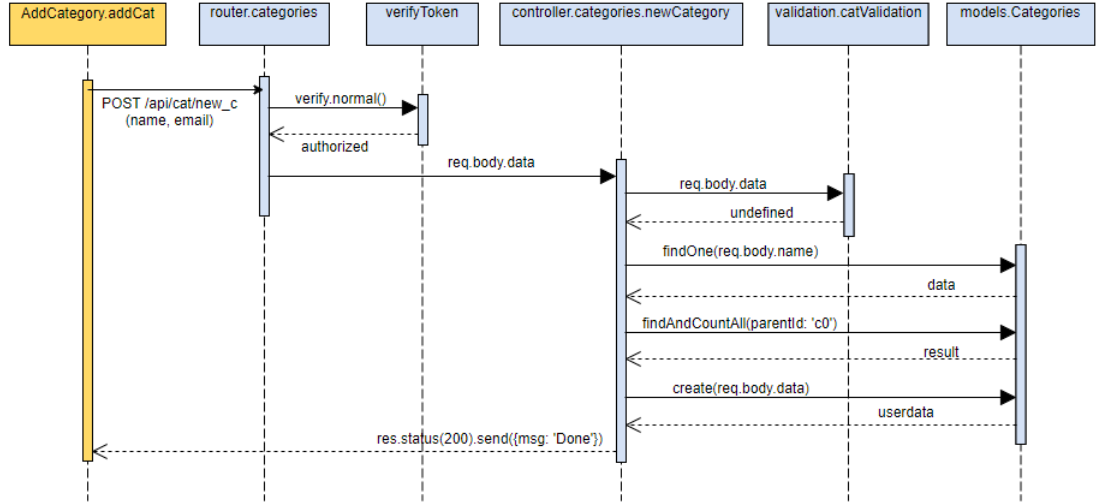 AddCategory.addCat
router.categories
verifyToken
controller.categories.newCategory
validation.catValidation
models.Categories
POST /api/cat/new_c
(name, email)
verify.normal()
authorized
req.body.data
req.body.data
undefined
findOne(req.body.name)
data
findAndCountAll(parentId: 'c0')
result
create(req.body.data)
userdata
res.status(200).send({msg: 'Done'})